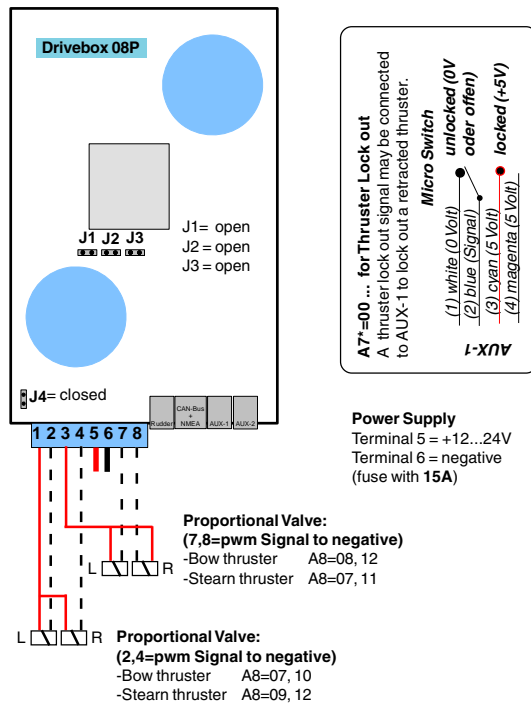 Drivebox 08P
J1 J2 J3
J1= open
J2 = open
J3 = open
J4= closed
Rudder
CAN-Bus
+
NMEA
AUX-1
AUX-2
1 2 3 4 5 6 7 8
A7*=00 ... for Thruster Lock out
A thruster lock out signal may be connected
to AUX-1 to lock out a retracted thruster.
Micro Switch
unlocked (0V
oder offen)
locked (+5V)
(1) white (0 Volt)
(2) blue (Signal)
(3) cyan (5 Volt)
(4) magenta (5 Volt)
AUX-1
Power Supply
Terminal 5 = +12...24V
Terminal 6 = negative
(fuse with 15A)
Proportional Valve:
(7,8=pwm Signal to negative)
-Bow thruster A8=08, 12
-Stearn thruster A8=07, 11
L R
L R
Proportional Valve:
(2,4=pwm Signal to negative)
-Bow thruster A8=07, 10
-Stearn thruster A8=09, 12